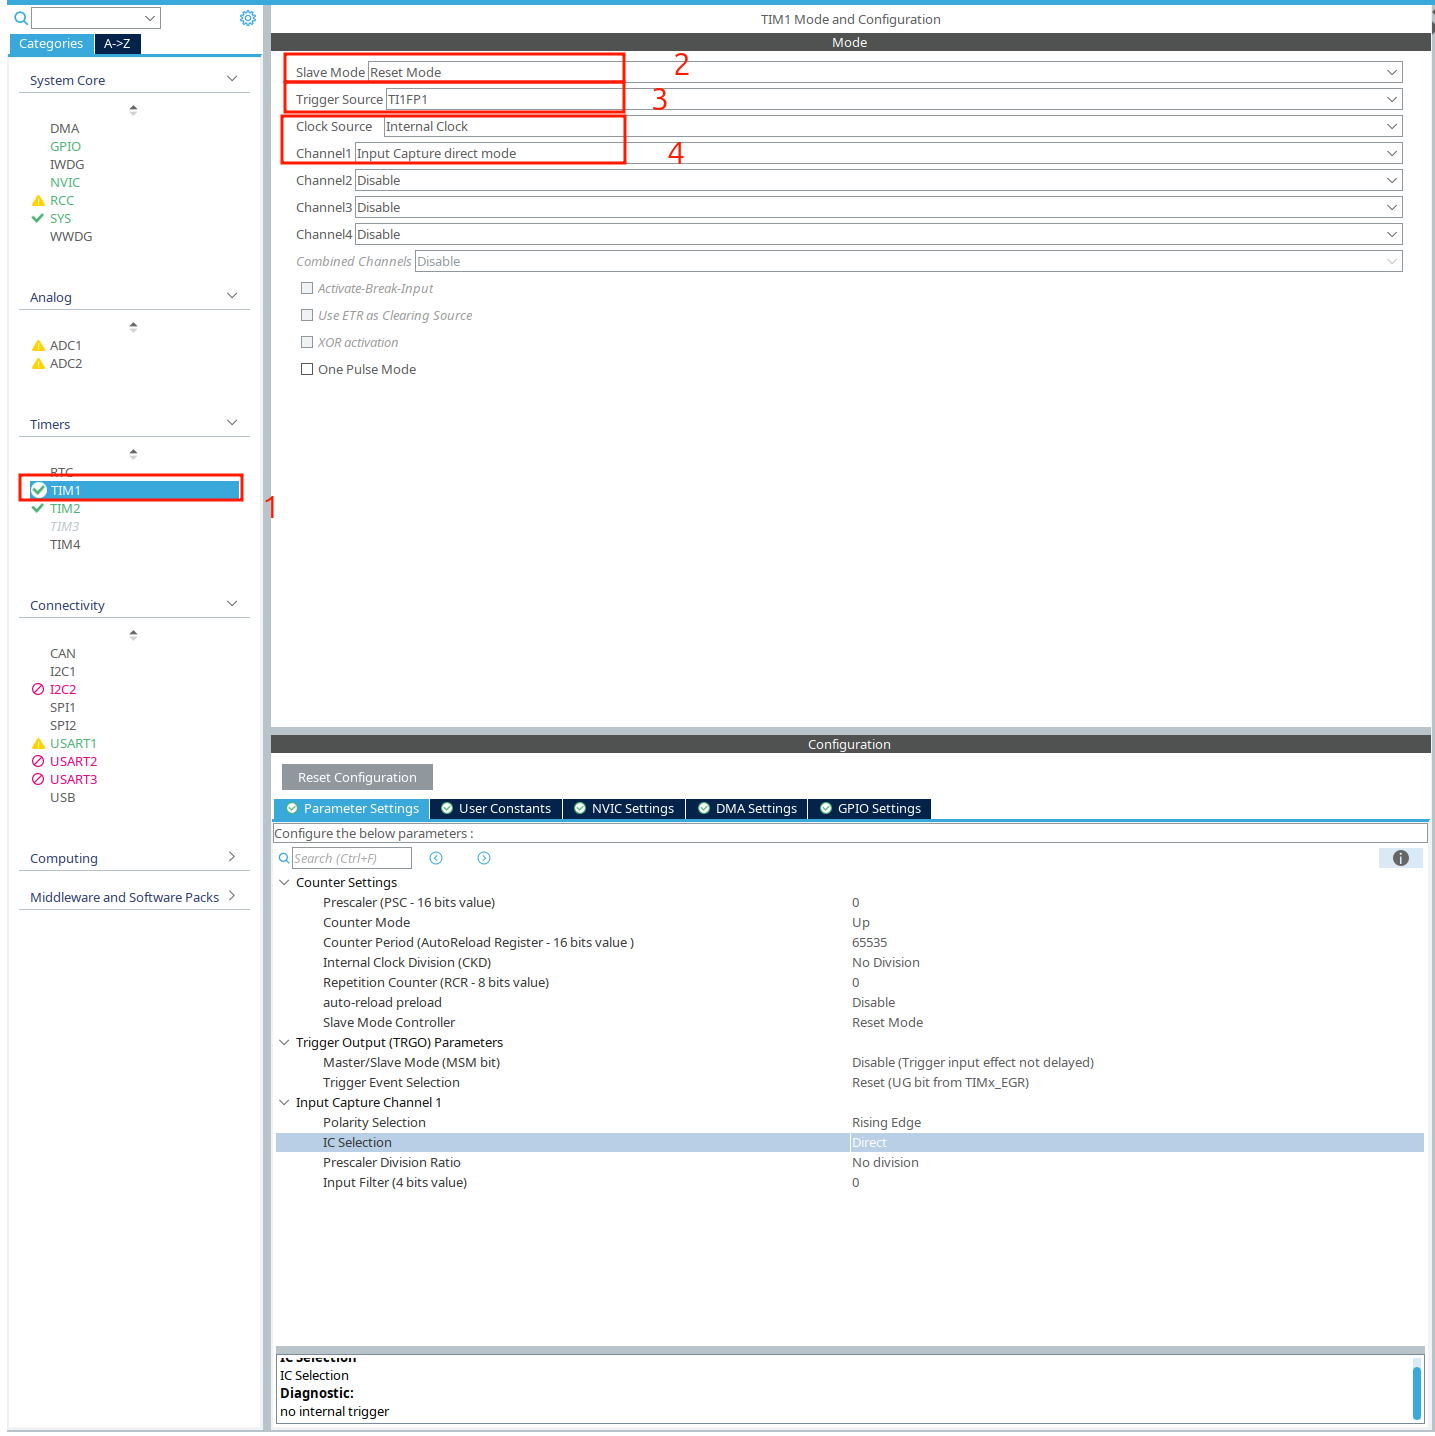 TIM1 Mode and Configuration
Categories
A->Z
Mode
System Core
Slave Mode Reset Mode
2
Trigger Source TI1FP1
3
Clock Source Internal Clock
Channel1 Input Capture direct mode
4
Channel2 Disable
Channel3 Disable
Channel4 Disable
Combined Channels Disable
Activate-Break-Input
Use ETR as Clearing Source
XOR activation
One Pulse Mode
DMA
GPIO
IWDG
NVIC
RCC
SYS
WWDG
Analog
ADC1
ADC2
Timers
RTC
TIM1
1
TIM2
TIM3
TIM4
Connectivity
CAN
I2C1
I2C2
SPI1
SPI2
USART1
USART2
USART3
USB
Computing
Middleware and Software Packs
Configuration
Reset Configuration
Parameter Settings
User Constants
NVIC Settings
DMA Settings
GPIO Settings
Configure the below parameters :
Search (Ctrl+F)
Counter Settings
Prescaler (PSC - 16 bits value) 0
Counter Mode Up
Counter Period (AutoReload Register - 16 bits value ) 65535
Internal Clock Division (CKD) No Division
Repetition Counter (RCR - 8 bits value) 0
auto-reload preload Disable
Slave Mode Controller Reset Mode
Trigger Output (TRGO) Parameters
Master/Slave Mode (MSM bit) Disable (Trigger input effect not delayed)
Trigger Event Selection Reset (UG bit from TIMx_EGR)
Input Capture Channel 1
Polarity Selection Rising Edge
IC Selection Direct
Prescaler Division Ratio No division
Input Filter (4 bits value) 0
IC Selection
IC Selection
Diagnostic:
no internal trigger